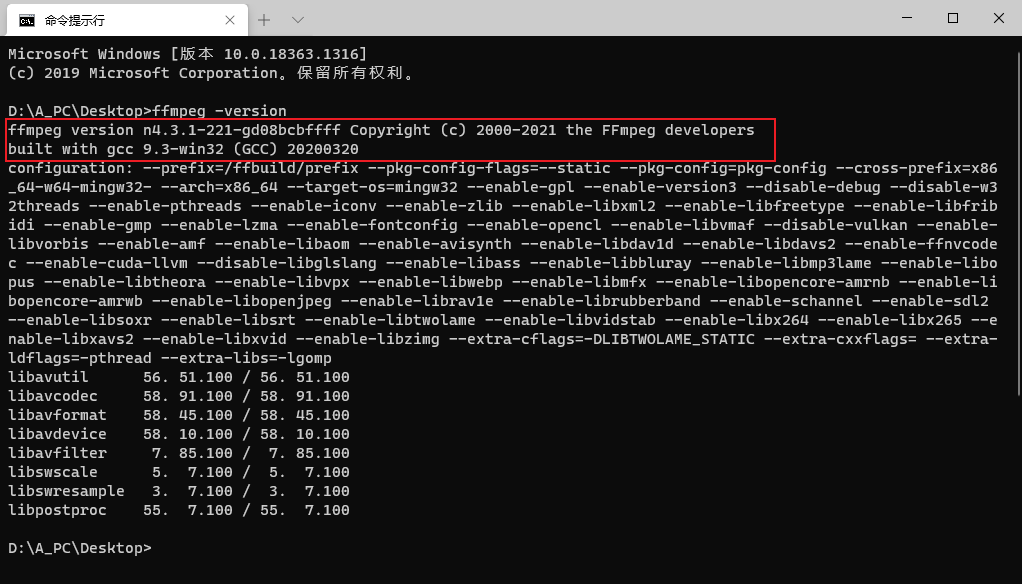 命令提示行
Microsoft Windows [版本 10.0.18363.1316]
(c) 2019 Microsoft Corporation。保留所有权利。
D:\A_PC\Desktop>ffmpeg -version
ffmpeg version n4.3.1-221-gd08bcbffff Copyright (c) 2000-2021 the FFmpeg developers
built with gcc 9.3-win32 (GCC) 20200320
configuration: --prefix=/ffbuild/prefix --pkg-config-flags=--static --pkg-config=pkg-config --cross-prefix=x86
_64-w64-mingw32- --arch=x86_64 --target-os=mingw32 --enable-gpl --enable-version3 --disable-debug --disable-w3
2threads --enable-pthreads --enable-iconv --enable-zlib --enable-libxml2 --enable-libfreetype --enable-libfrib
idi --enable-gmp --enable-lzma --enable-fontconfig --enable-opencl --enable-libvmaf --disable-vulkan --enable-
libvorbis --enable-amf --enable-libaom --enable-avisynth --enable-libdav1d --enable-libdavs2 --enable-ffnvcode
c --enable-cuda-llvm --disable-libglslang --enable-libass --enable-libbluray --enable-libmp3lame --enable-libo
pus --enable-libtheora --enable-libvpx --enable-libwebp --enable-libmfx --enable-libopencore-amrnb --enable-li
bopencore-amrwb --enable-libopenjpeg --enable-librav1e --enable-librubberband --enable-schannel --enable-sdl2
--enable-libsoxr --enable-libsrt --enable-libtwolame --enable-libvidstab --enable-libx264 --enable-libx265 --e
nable-libxavs2 --enable-libxvid --enable-libzimg --extra-cflags=-DLIBTWOLAME_STATIC --extra-cxxflags= --extra-
ldflags=-pthread --extra-libs=-lgomp
libavutil      56. 51.100 / 56. 51.100
libavcodec     58. 91.100 / 58. 91.100
libavformat    58. 45.100 / 58. 45.100
libavdevice    58. 10.100 / 58. 10.100
libavfilter     7. 85.100 /  7. 85.100
libswscale      5.  7.100 /  5.  7.100
libswresample   3.  7.100 /  3.  7.100
libpostproc    55.  7.100 / 55.  7.100
D:\A_PC\Desktop>